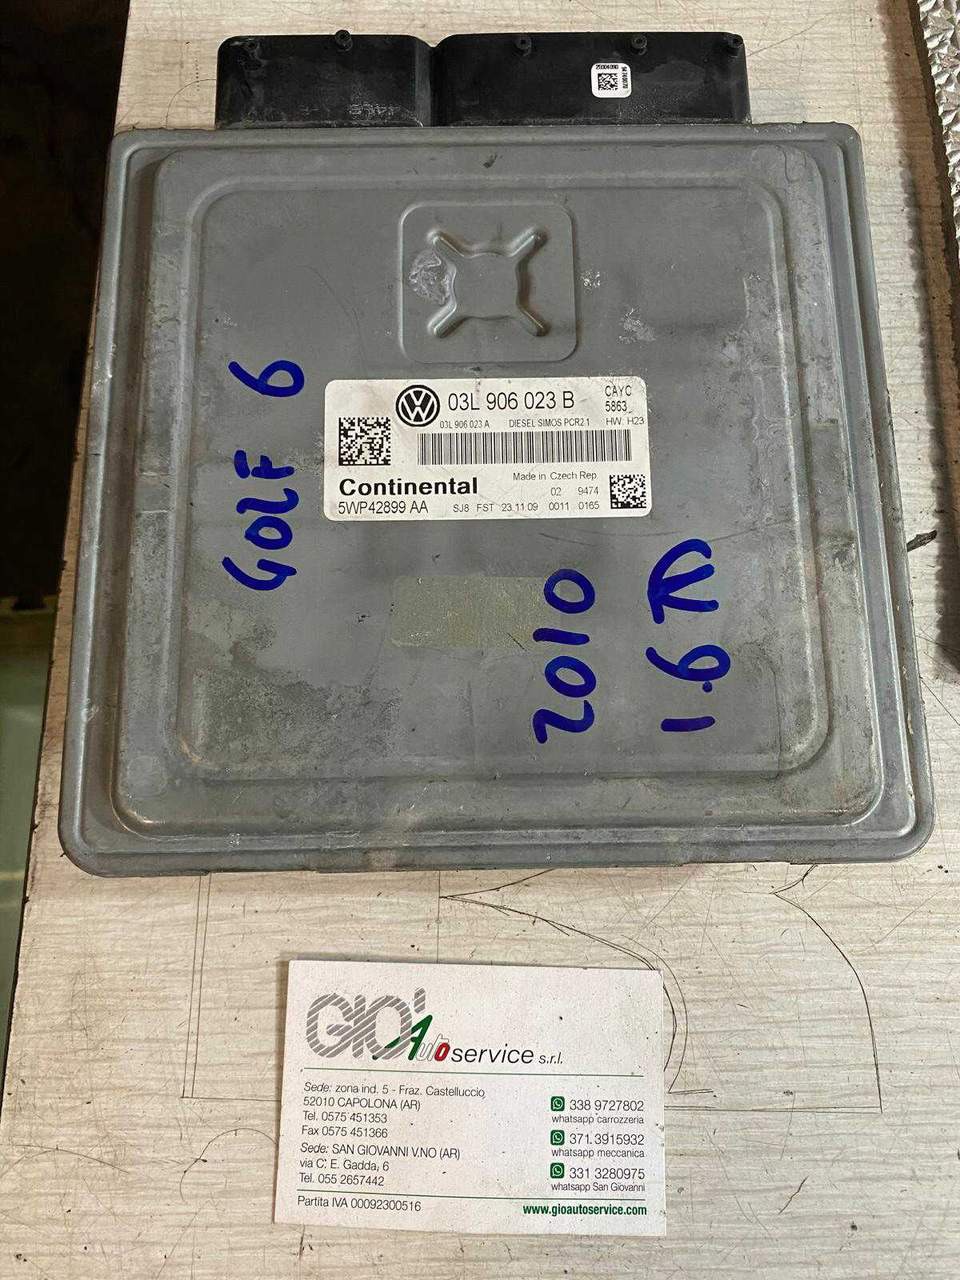 03L 906 023 B
CAYC
5863
03L 906 023 A DIESEL SIMOS PCR2.1 HW: H23
Made in Czech Rep
Continental
02 9474
5WP42899 AA SJ8 FST 23.11.09 0011 0165
GOLF 6
2010
1.6 TD
GIO' Auto service s.r.l.
Sede: zona ind. 5 - Fraz. Castelluccio
52010 CAPOLONA (AR)
Tel. 0575 451353
Fax 0575 451366
Sede: SAN GIOVANNI V.NO (AR)
via C. E. Gadda, 6
Tel. 055 2657442
Partita IVA 00092300516
338 9727802
whatsapp carrozzeria
371.3915932
whatsapp meccanica
331 3280975
whatsapp San Giovanni
www.gioautoservice.com